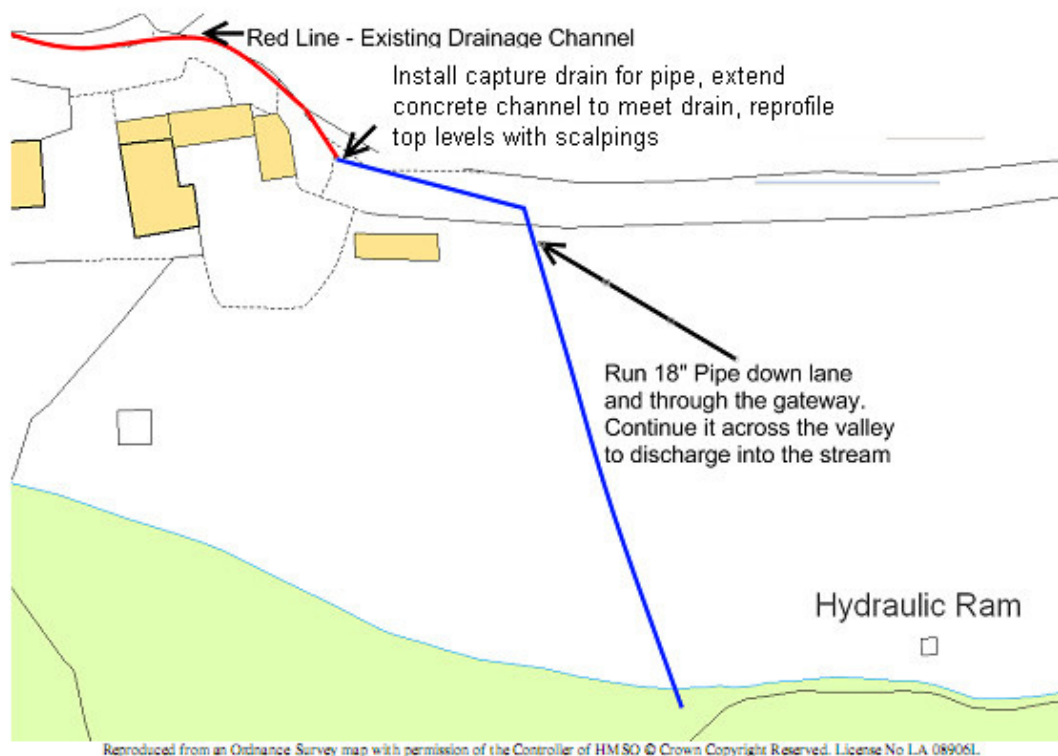 Red Line - Existing Drainage Channel
Install capture drain for pipe, extend
concrete channel to meet drain, reprofile
top levels with scalpings
Run 18" Pipe down lane
and through the gateway.
Continue it across the valley
to discharge into the stream
Hydraulic Ram
Reproduced from an Ordnance Survey map with permission of the Controller of HMSO © Crown Copyright Reserved. License No LA 08906L